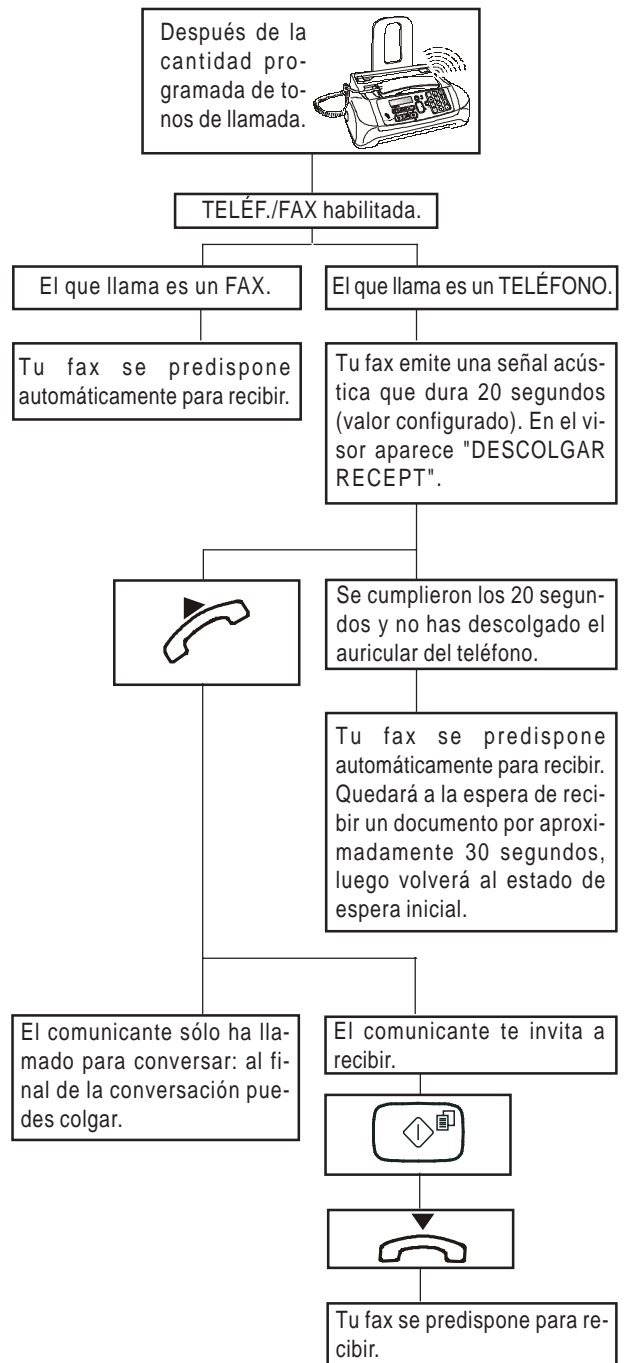 Después de la
cantidad pro-
gramada de to-
nos de llamada.
TELÉF./FAX habilitada.
El que llama es un FAX.
El que llama es un TELÉFONO.
Tu fax se predispone
automáticamente para recibir.
Tu fax emite una señal acús-
tica que dura 20 segundos
(valor configurado). En el vi-
sor aparece "DESCOLGAR
RECEPT".
Se cumplieron los 20 segun-
dos y no has descolgado el
auricular del teléfono.
Tu fax se predispone
automáticamente para recibir.
Quedará a la espera de reci-
bir un documento por aproxi-
madamente 30 segundos,
luego volverá al estado de
espera inicial.
El comunicante sólo ha lla-
mado para conversar: al fi-
nal de la conversación pue-
des colgar.
El comunicante te invita a
recibir.
Tu fax se predispone para re-
cibir.